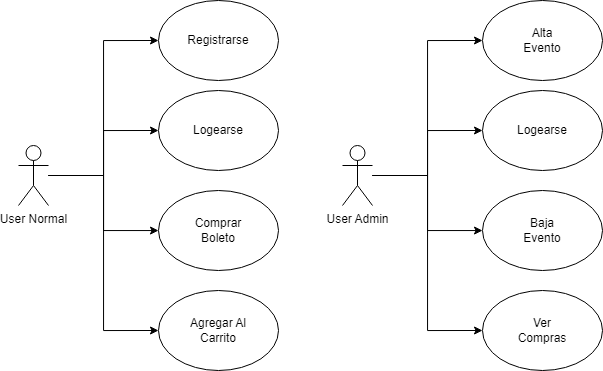 Registrarse
Logearse
User Normal
Comprar
Boleto
Agregar Al
Carrito
Alta
Evento
Logearse
User Admin
Baja
Evento
Ver
Compras